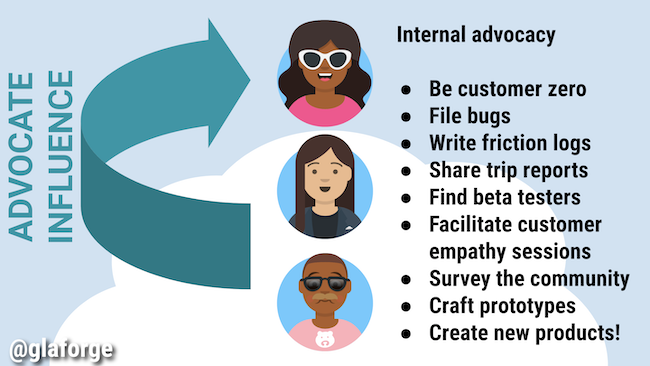 ADVOCATE
INFLUENCE
Internal advocacy
● Be customer zero
● File bugs
● Write friction logs
● Share trip reports
● Find beta testers
● Facilitate customer
empathy sessions
● Survey the community
● Craft prototypes
● Create new products!
@glaforge